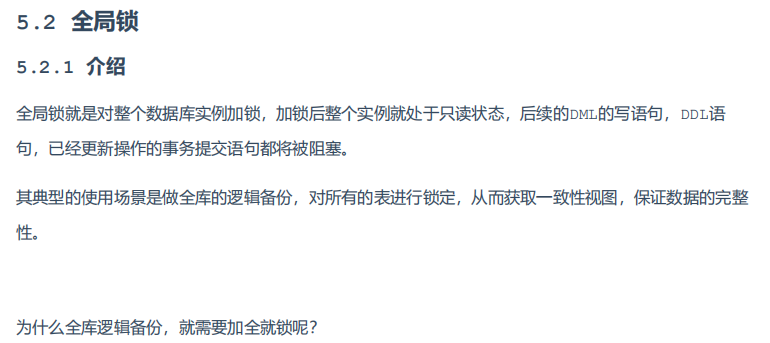 5.2 全局锁
5.2.1 介绍
全局锁就是对整个数据库实例加锁，加锁后整个实例就处于只读状态，后续的DML的写语句，DDL语
句，已经更新操作的事务提交语句都将被阻塞。
其典型的使用场景是做全库的逻辑备份，对所有的表进行锁定，从而获取一致性视图，保证数据的完整
性。
为什么全库逻辑备份，就需要加全就锁呢？